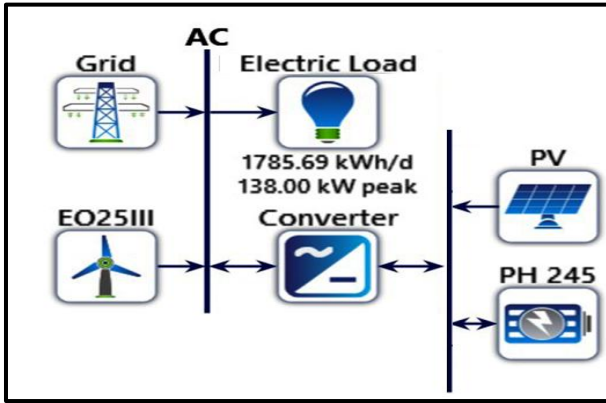 AC
Grid
Electric Load
1785.69 kWh/d
138.00 kW peak
PV
EO25III
Converter
PH 245